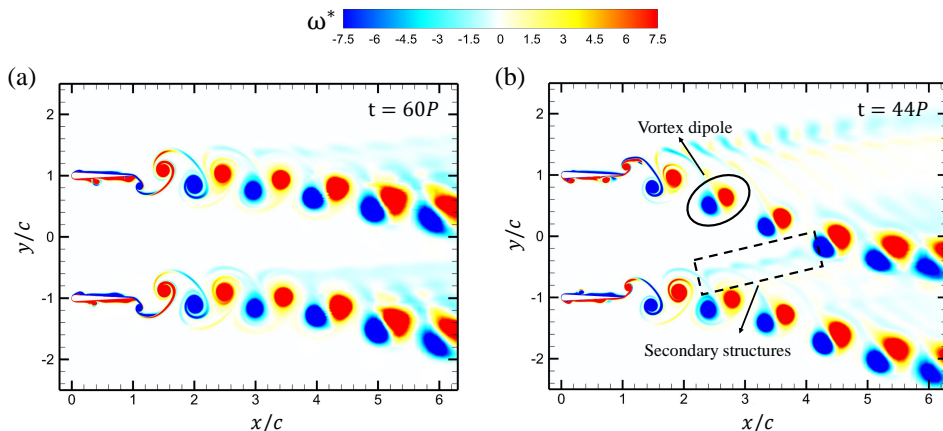 ω*
-7.5 -6 -4.5 -3 -1.5 0 1.5 3 4.5 6 7.5
(a)
t = 60P
y/c
2
1
0
-1
-2
0 1 2 3 4 5 6
x/c
(b)
t = 44P
Vortex dipole
Secondary structures
y/c
2
1
0
-1
-2
0 1 2 3 4 5 6
x/c